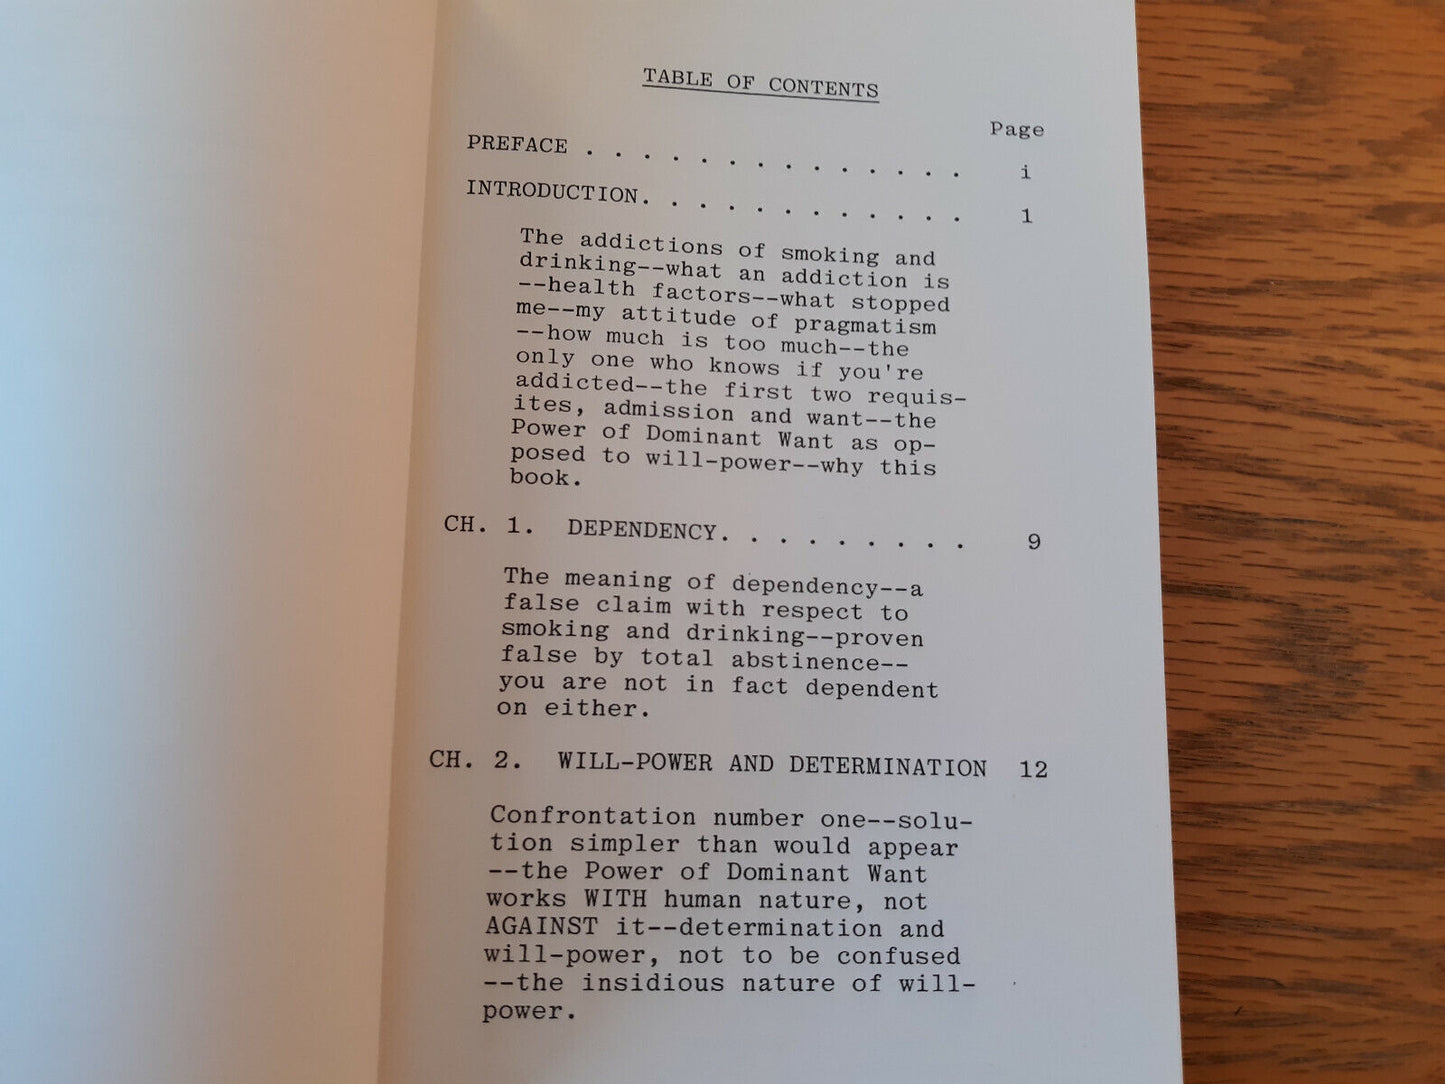 TABLE OF CONTENTS
Page
PREFACE . . . . . . . . . . . . . . i
INTRODUCTION. . . . . . . . . . . . 1
The addictions of smoking and
drinking--what an addiction is
--health factors--what stopped
me--my attitude of pragmatism
--how much is too much--the
only one who knows if you're
addicted--the first two requis-
ites, admission and want--the
Power of Dominant Want as op-
posed to will-power--why this
book.
CH. 1. DEPENDENCY. . . . . . . . . 9
The meaning of dependency--a
false claim with respect to
smoking and drinking--proven
false by total abstinence--
you are not in fact dependent
on either.
CH. 2. WILL-POWER AND DETERMINATION 12
Confrontation number one--solu-
tion simpler than would appear
--the Power of Dominant Want
works WITH human nature, not
AGAINST it--determination and
will-power, not to be confused
--the insidious nature of will-
power.